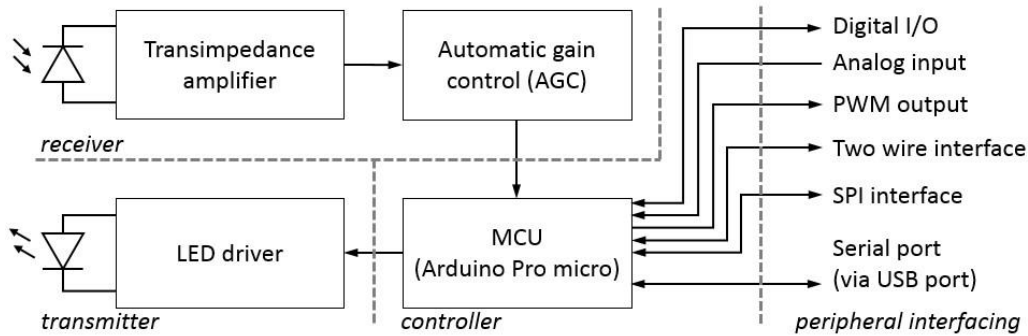 Transimpedance
amplifier
Automatic gain
control (AGC)
receiver
LED driver
transmitter
MCU
(Arduino Pro micro)
controller
Digital I/O
Analog input
PWM output
Two wire interface
SPI interface
Serial port
(via USB port)
peripheral interfacing